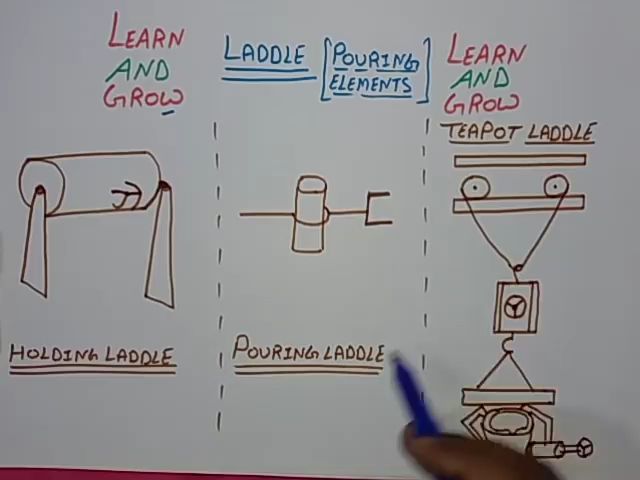 LEARN
AND
GROW
LADDLE [POURING
ELEMENTS]
LEARN
AND
GROW
TEAPOT LADDLE
HOLDING LADDLE
POURING LADDLE